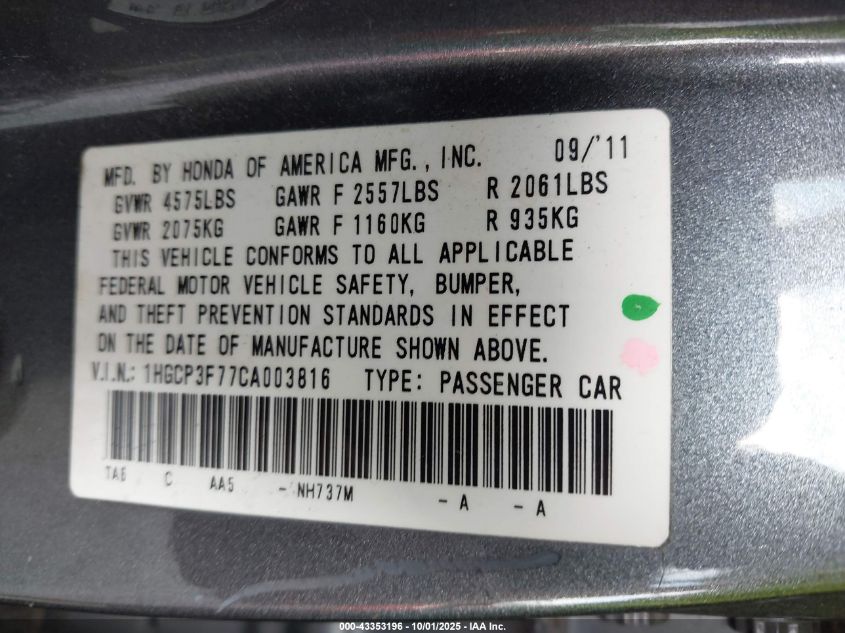 MFD. BY HONDA OF AMERICA MFG., INC. 09/'11
GVWR 4575LBS GAWR F 2557LBS R 2061LBS
GVWR 2075KG GAWR F 1160KG R 935KG
THIS VEHICLE CONFORMS TO ALL APPLICABLE
FEDERAL MOTOR VEHICLE SAFETY, BUMPER,
AND THEFT PREVENTION STANDARDS IN EFFECT
ON THE DATE OF MANUFACTURE SHOWN ABOVE.
V.I.N.: 1HGCP3F77CA003816 TYPE: PASSENGER CAR
TA6 C AA5 - NH737M - A - A
000-43353196 - 10/01/2025 - IAA Inc.